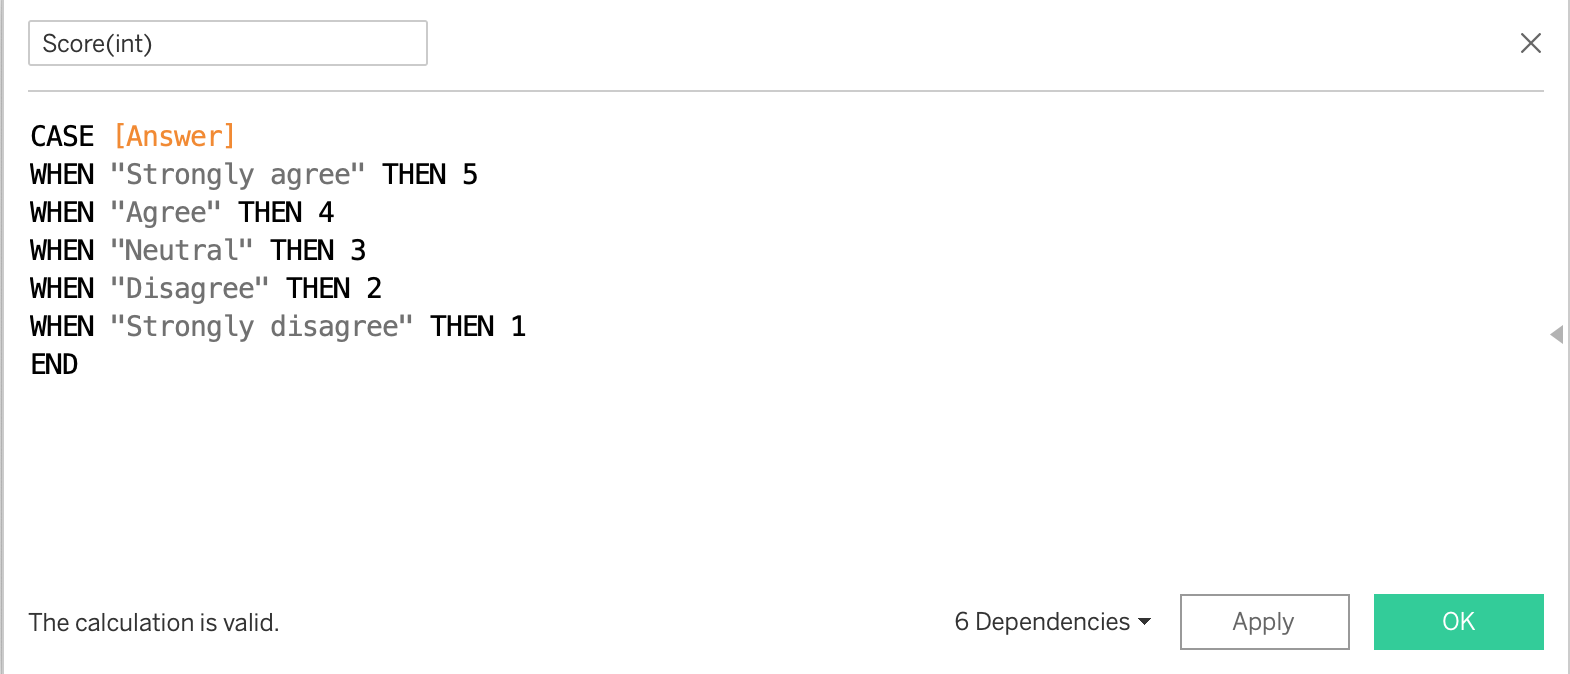 Score(int)
CASE [Answer]
WHEN "Strongly agree" THEN 5
WHEN "Agree" THEN 4
WHEN "Neutral" THEN 3
WHEN "Disagree" THEN 2
WHEN "Strongly disagree" THEN 1
END
The calculation is valid.
6 Dependencies
Apply
OK